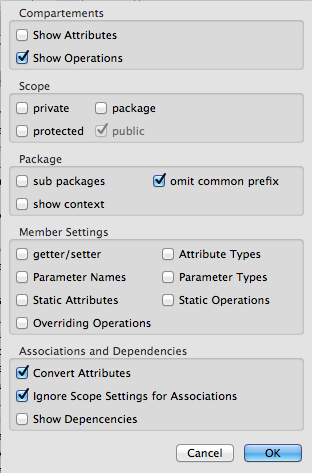 Compartements
Show Attributes
Show Operations
Scope
private package
protected public
Package
sub packages omit common prefix
show context
Member Settings
getter/setter Attribute Types
Parameter Names Parameter Types
Static Attributes Static Operations
Overriding Operations
Associations and Dependencies
Convert Attributes
Ignore Scope Settings for Associations
Show Depencencies
Cancel OK